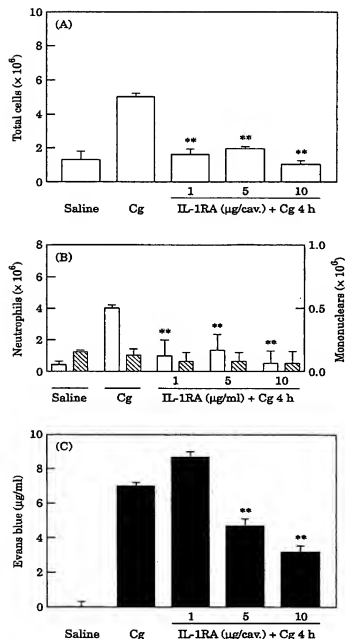 (A)
10
8
6
4
2
0
Total cells (× 10⁶)
**
**
**
1
5
10
Saline
Cg
IL-1RA (μg/cav.) + Cg 4 h
(B)
8
6
4
2
0
Neutrophils (× 10⁶)
1.0
0.5
0.0
Mononuclears (× 10⁶)
**
**
**
1
5
10
Saline
Cg
IL-1RA (μg/ml) + Cg 4 h
(C)
10
8
6
4
2
0
Evans blue (μg/ml)
**
**
1
5
10
Saline
Cg
IL-1RA (μg/cav.) + Cg 4 h